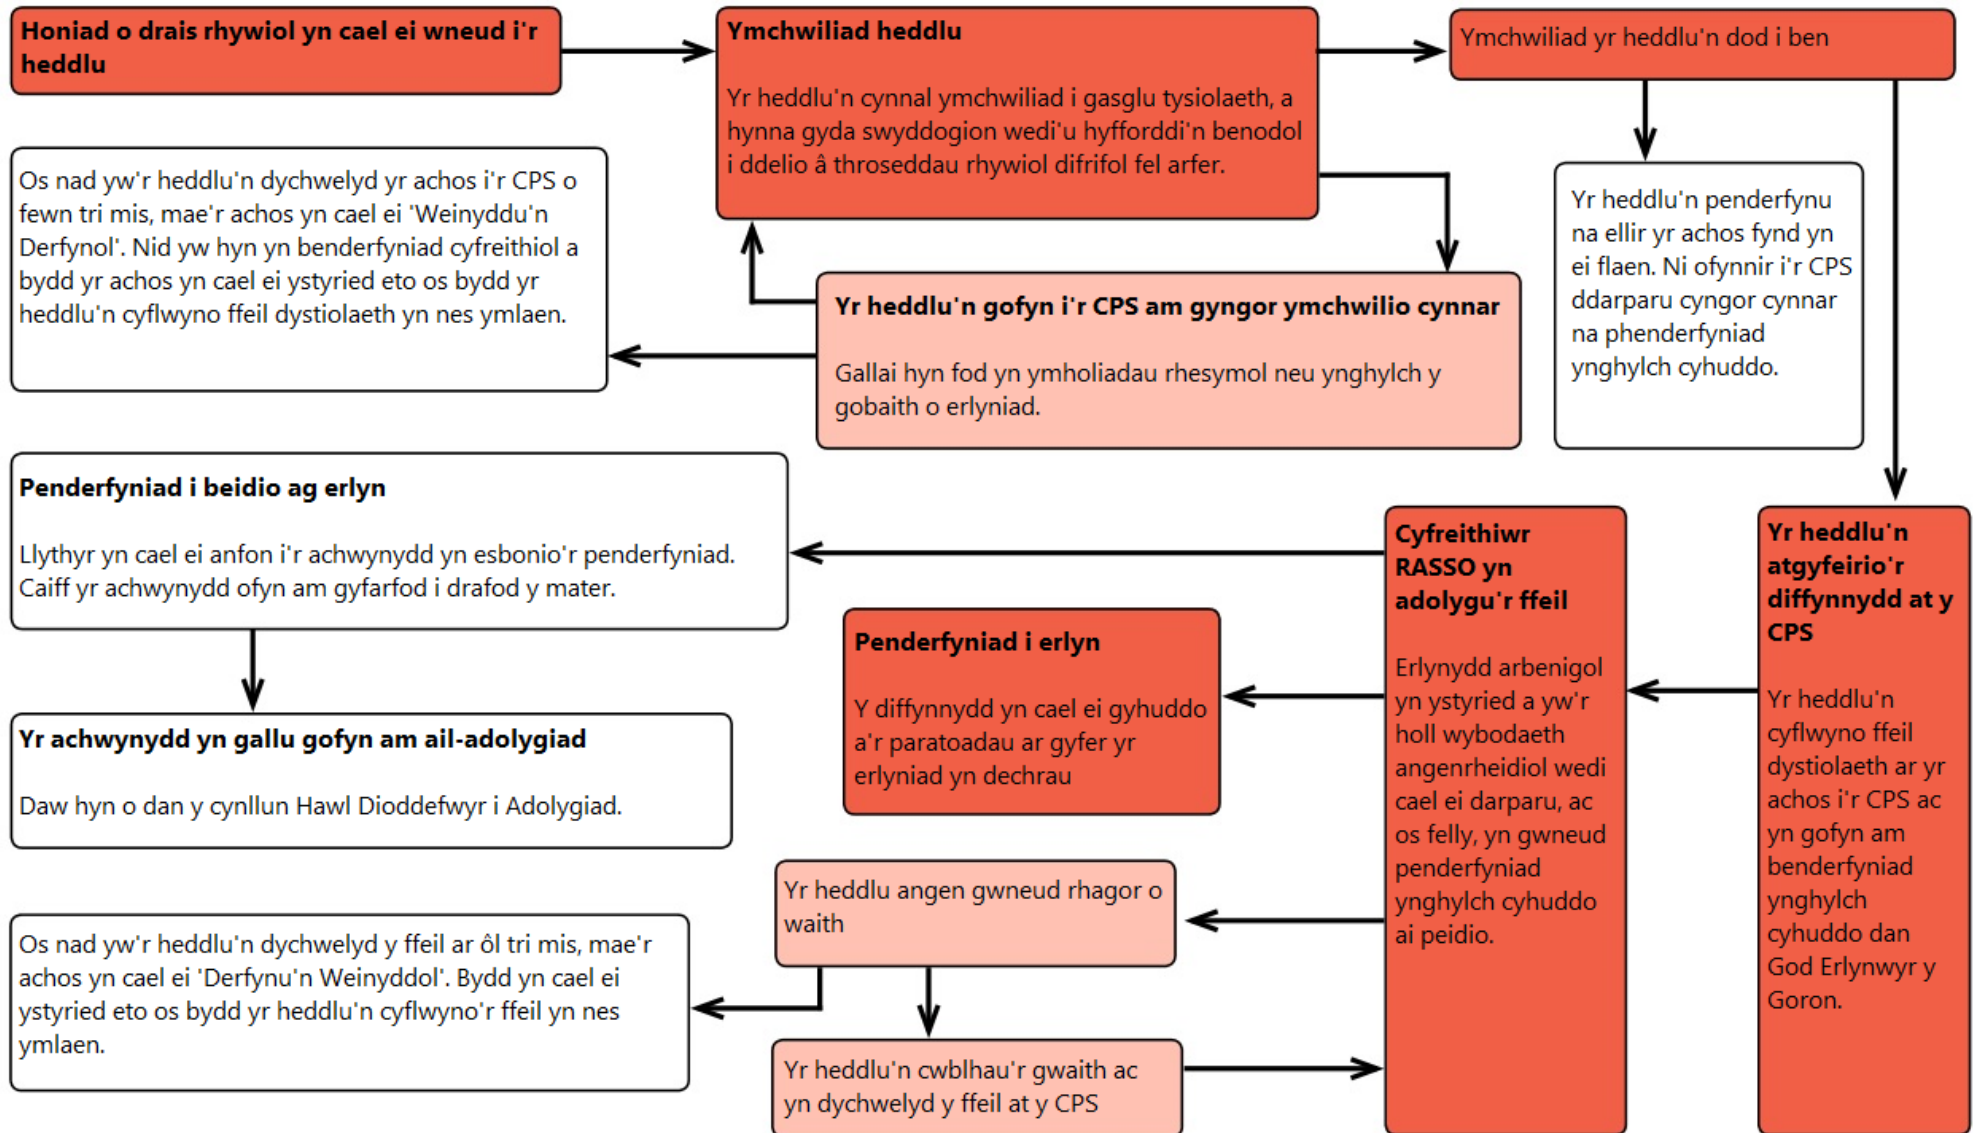 Honiad o drais rhywiol yn cael ei wneud i'r
heddlu
Ymchwiliad heddlu
Yr heddlu'n cynnal ymchwiliad i gasglu tysiolaeth, a
hynna gyda swyddogion wedi'u hyfforddi'n benodol
i ddelio â throseddau rhywiol difrifol fel arfer.
Ymchwiliad yr heddlu'n dod i ben
Os nad yw'r heddlu'n dychwelyd yr achos i'r CPS o
fewn tri mis, mae'r achos yn cael ei 'Weinyddu'n
Derfynol'. Nid yw hyn yn benderfyniad cyfreithiol a
bydd yr achos yn cael ei ystyried eto os bydd yr
heddlu'n cyflwyno ffeil dystiolaeth yn nes ymlaen.
Yr heddlu'n gofyn i'r CPS am gyngor ymchwilio cynnar
Gallai hyn fod yn ymholiadau rhesymol neu ynghylch y
gobaith o erlyniad.
Yr heddlu'n penderfynu
na ellir yr achos fynd yn
ei flaen. Ni ofynnir i'r CPS
ddarparu cyngor cynnar
na phenderfyniad
ynghylch cyhuddo.
Penderfyniad i beidio ag erlyn
Llythyr yn cael ei anfon i'r achwynydd yn esbonio'r penderfyniad.
Caiff yr achwynydd ofyn am gyfarfod i drafod y mater.
Yr achwynydd yn gallu gofyn am ail-adolygiad
Daw hyn o dan y cynllun Hawl Dioddefwyr i Adolygiad.
Penderfyniad i erlyn
Y diffynnydd yn cael ei gyhuddo
a'r paratoadau ar gyfer yr
erlyniad yn dechrau
Cyfreithiwr
RASSO yn
adolygu'r ffeil
Erlynydd arbenigol
yn ystyried a yw'r
holl wybodaeth
angenrheidiol wedi
cael ei darparu, ac
os felly, yn gwneud
penderfyniad
ynghylch cyhuddo
ai peidio.
Yr heddlu'n
atgyfeirio'r
diffynnydd at y
CPS
Yr heddlu'n
cyflwyno ffeil
dystiolaeth ar yr
achos i'r CPS ac
yn gofyn am
benderfyniad
ynghylch
cyhuddo dan
God Erlynwyr y
Goron.
Yr heddlu angen gwneud rhagor o
waith
Os nad yw'r heddlu'n dychwelyd y ffeil ar ôl tri mis, mae'r
achos yn cael ei 'Derfynu'n Weinyddol'. Bydd yn cael ei
ystyried eto os bydd yr heddlu'n cyflwyno'r ffeil yn nes
ymlaen.
Yr heddlu'n cwblhau'r gwaith ac
yn dychwelyd y ffeil at y CPS